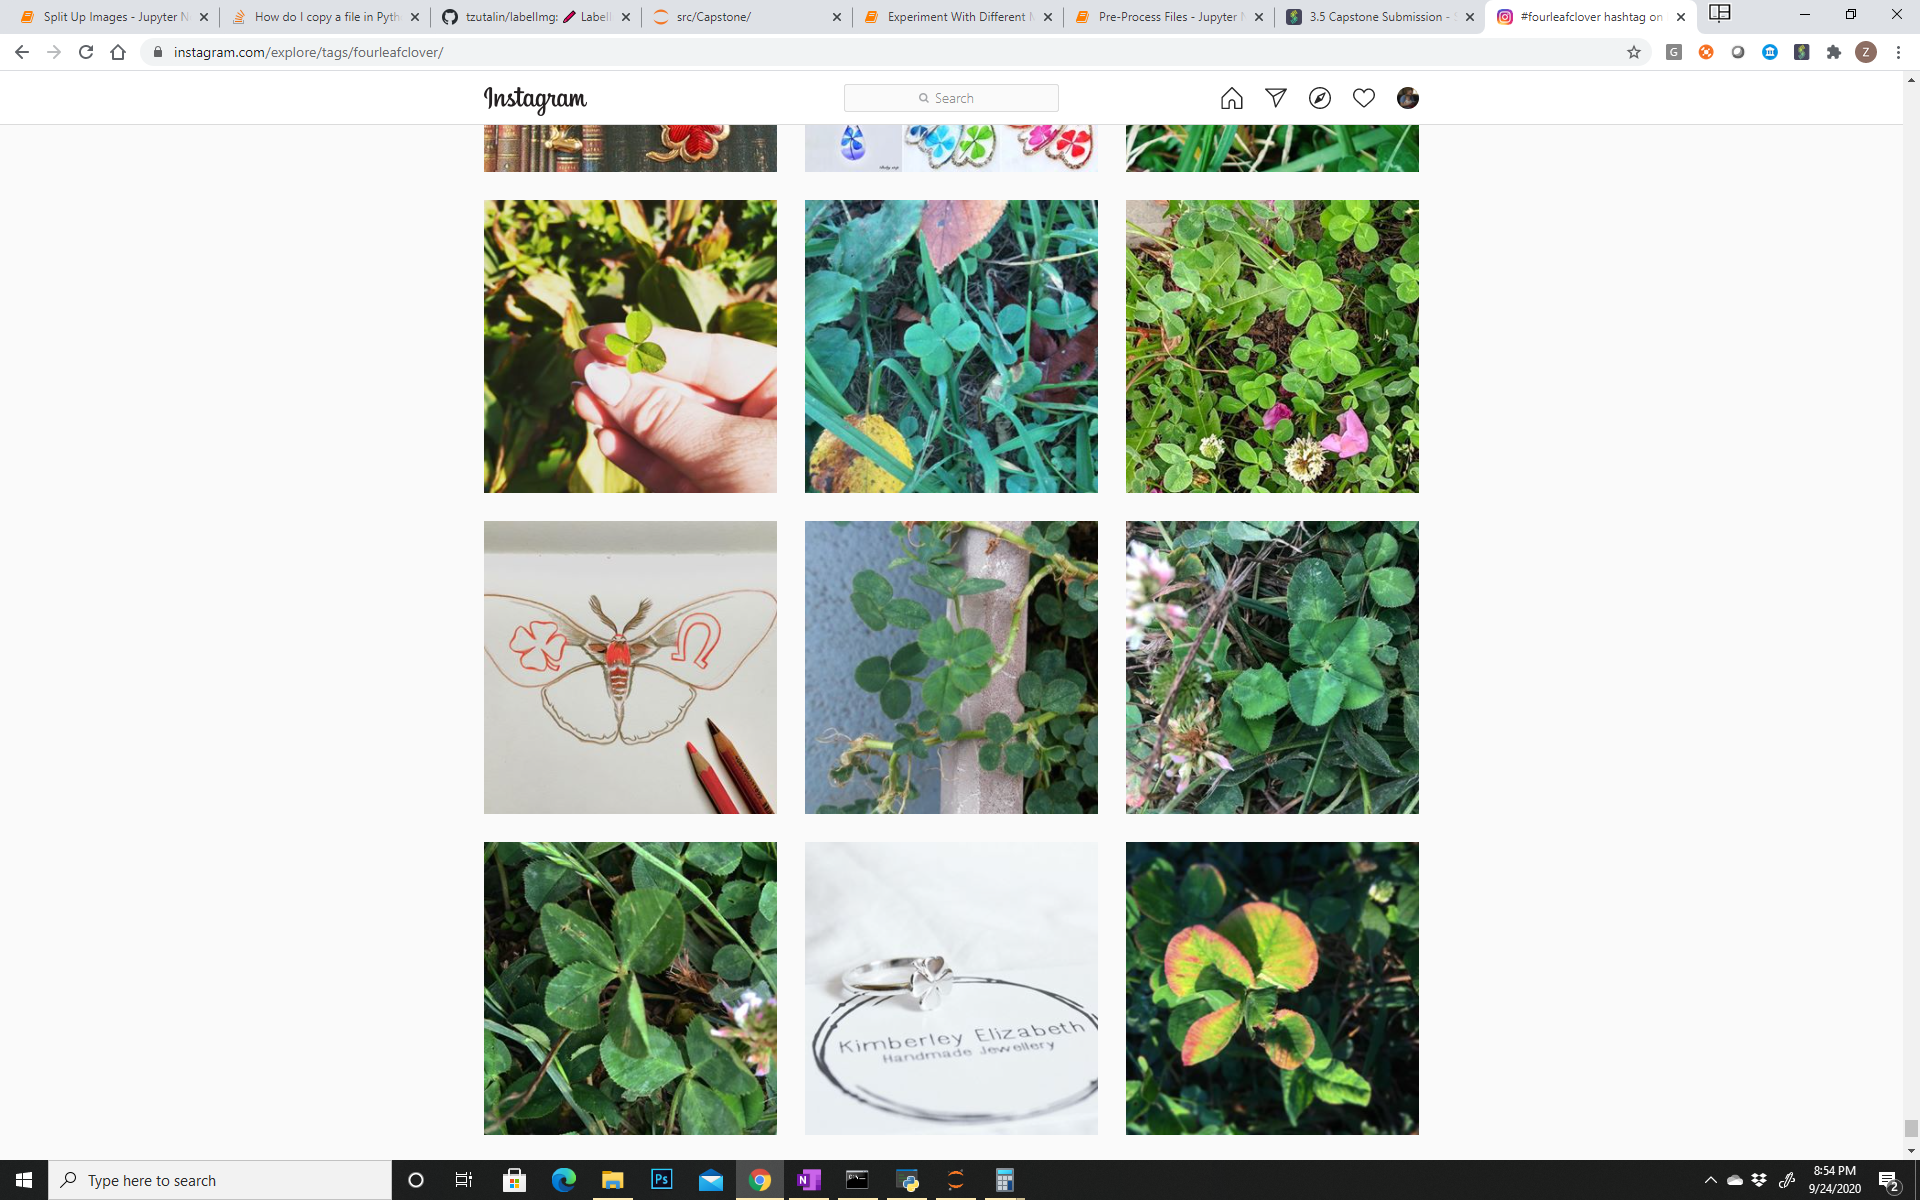 Split Up Images - Jupyter N
How do I copy a file in Pyth
tzutalin/labelImg: 🖍 Labell
src/Capstone/
Experiment With Different M
Pre-Process Files - Jupyter N
3.5 Capstone Submission - S
#fourleafclover hashtag on
instagram.com/explore/tags/fourleafclover/
G
Z
Instagram
Search
Kimberley Elizabeth
Handmade Jewellery
Type here to search
Ps
N
8:54 PM
9/24/2020
2